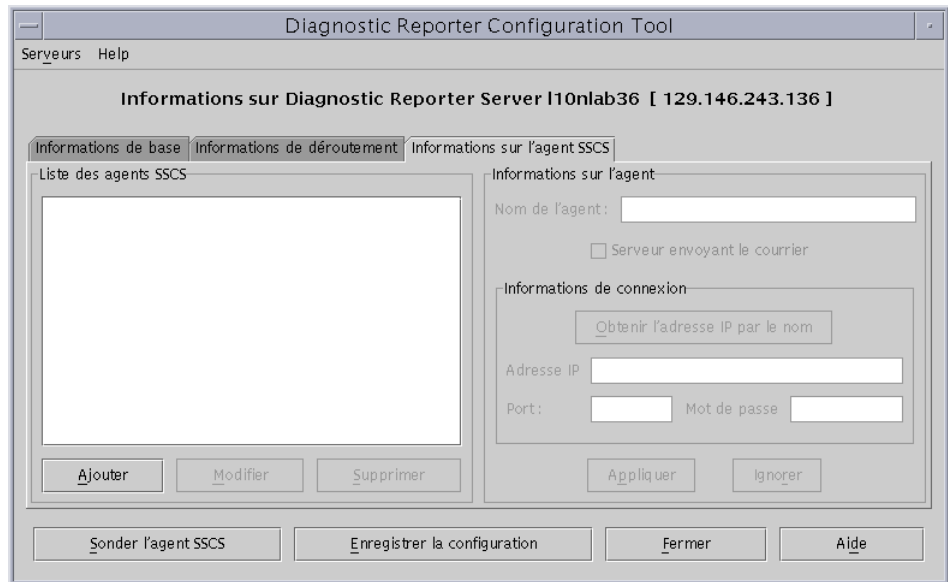 Diagnostic Reporter Configuration Tool
Serveurs Help
Informations sur Diagnostic Reporter Server l10nlab36 [ 129.146.243.136 ]
Informations de base Informations de déroutement Informations sur l'agent SSCS
Liste des agents SSCS
Informations sur l'agent
Nom de l'agent:
Serveur envoyant le courrier
Informations de connexion
Obtenir l'adresse IP par le nom
Adresse IP
Port: Mot de passe
Ajouter Modifier Supprimer
Appliquer Ignorer
Sonder l'agent SSCS Enregistrer la configuration Fermer Aide